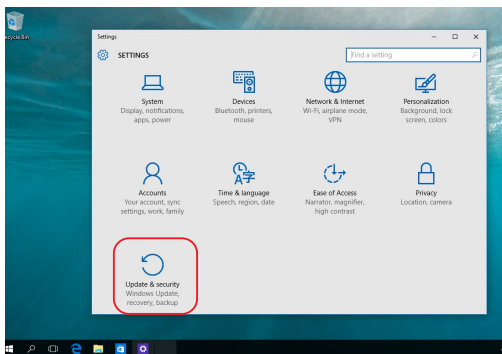 Recycle Bin
Settings
SETTINGS
Find a setting
System
Display, notifications,
apps, power
Devices
Bluetooth, printers,
mouse
Network & Internet
Wi-Fi, airplane mode,
VPN
Personalization
Background, lock
screen, colors
Accounts
Your account, sync
settings, work, family
Time & language
Speech, region, date
Ease of Access
Narrator, magnifier,
high contrast
Privacy
Location, camera
Update & security
Windows Update,
recovery, backup